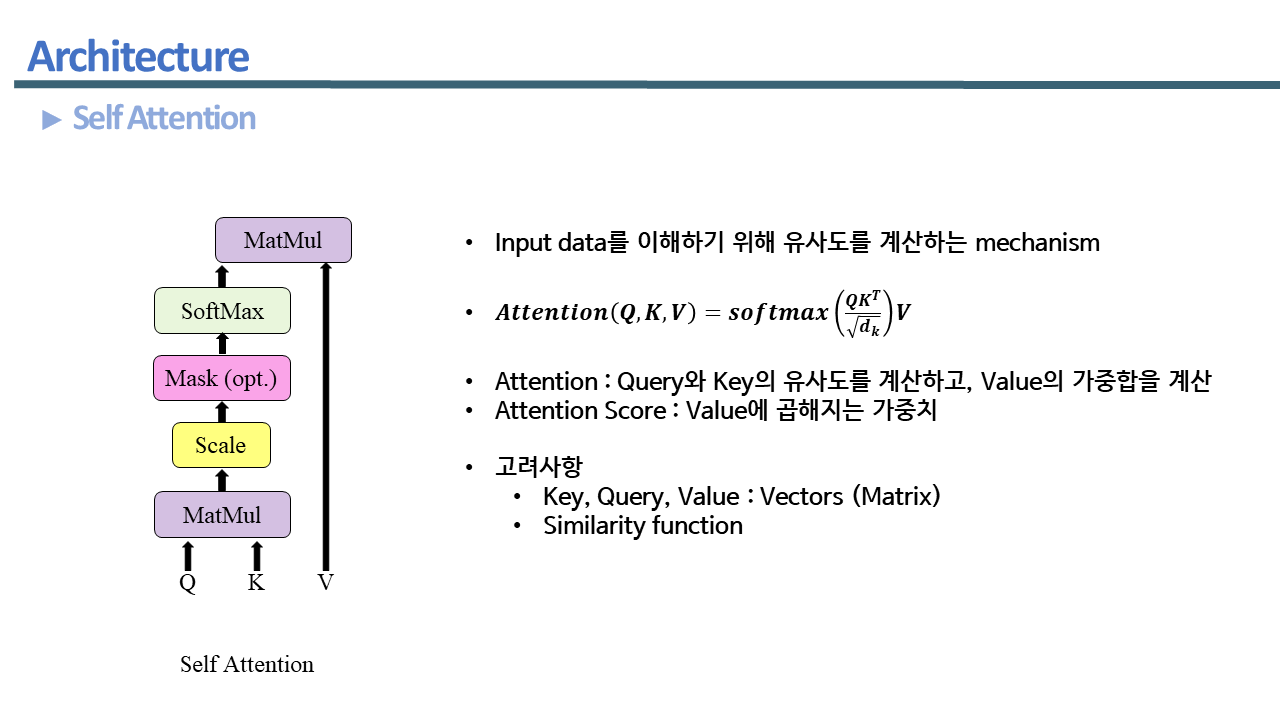 Architecture
► Self Attention
MatMul
SoftMax
Mask (opt.)
Scale
MatMul
Q K V
Self Attention
• Input data를 이해하기 위해 유사도를 계산하는 mechanism
• Attention(Q, K, V) = softmax(QK^T / √d_k)V
• Attention : Query와 Key의 유사도를 계산하고, Value의 가중합을 계산
• Attention Score : Value에 곱해지는 가중치
• 고려사항
• Key, Query, Value : Vectors (Matrix)
• Similarity function